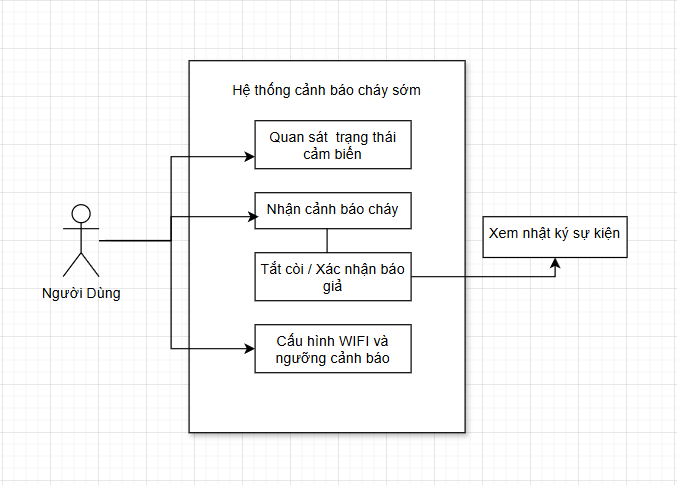 Hệ thống cảnh báo cháy sớm
Quan sát trạng thái
cảm biến
Nhận cảnh báo cháy
Xem nhật ký sự kiện
Tắt còi / Xác nhận báo
giả
Người Dùng
Cấu hình WIFI và
ngưỡng cảnh báo